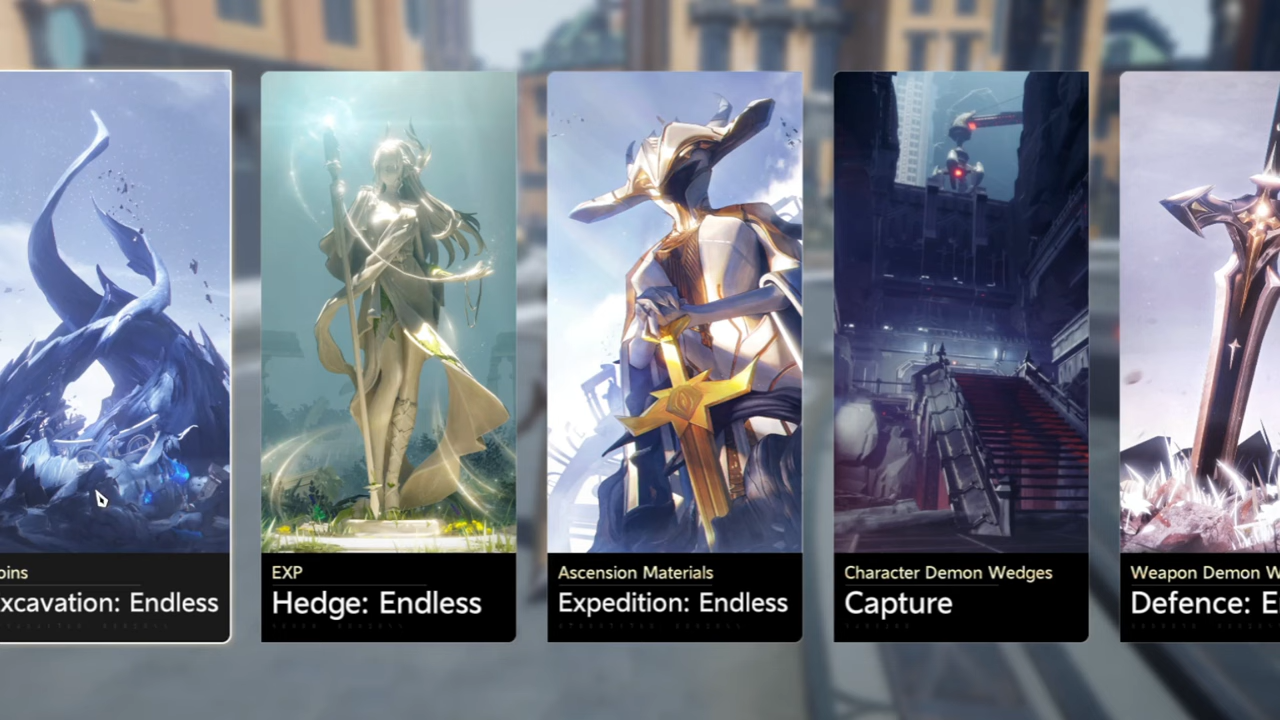 oins
xcavation: Endless
EXP
Hedge: Endless
Ascension Materials
Expedition: Endless
Character Demon Wedges
Capture
Weapon Demon W
Defence: E